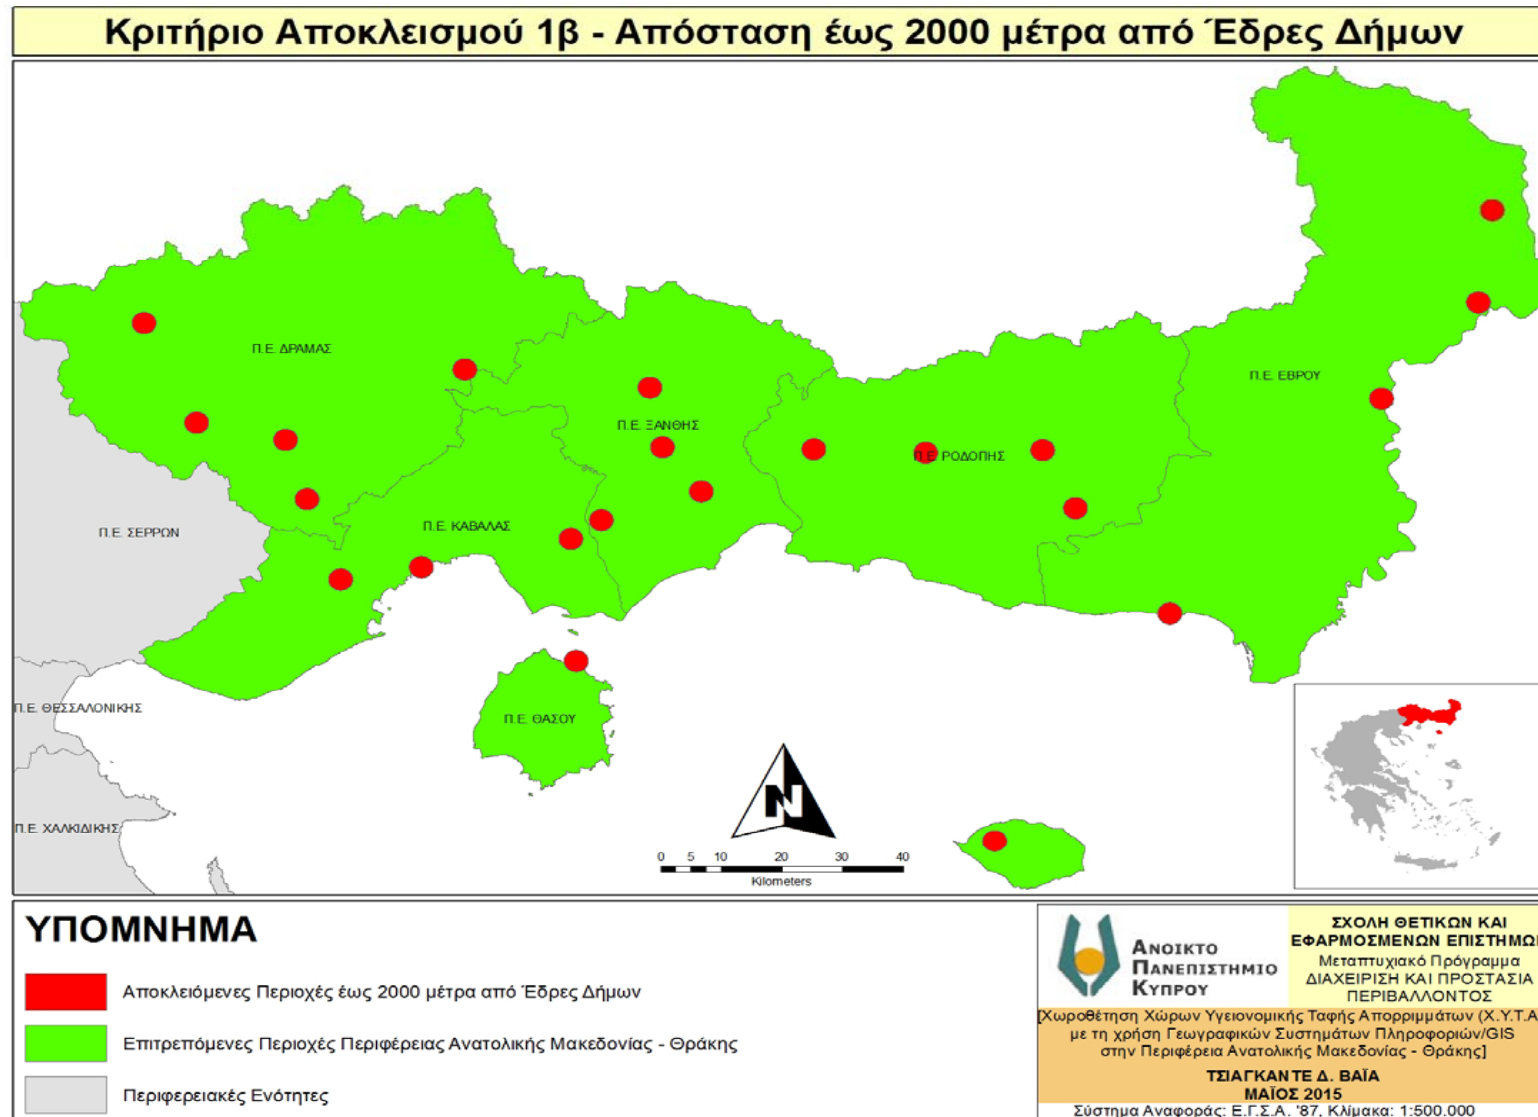 Κριτήριο Αποκλεισμού 1β - Απόσταση έως 2000 μέτρα από Έδρες Δήμων
Π.Ε. ΔΡΑΜΑΣ
Π.Ε. ΕΒΡΟΥ
Π.Ε. ΞΑΝΘΗΣ
Π.Ε. ΡΟΔΟΠΗΣ
Π.Ε. ΚΑΒΑΛΑΣ
Π.Ε. ΣΕΡΡΩΝ
Π.Ε. ΘΕΣΣΑΛΟΝΙΚΗΣ
Π.Ε. ΘΑΣΟΥ
Π.Ε. ΧΑΛΚΙΔΙΚΗΣ
N
0 5 10 20 30 40
Kilometers
ΥΠΟΜΝΗΜΑ
Αποκλειόμενες Περιοχές έως 2000 μέτρα από Έδρες Δήμων
Επιτρεπόμενες Περιοχές Περιφέρειας Ανατολικής Μακεδονίας - Θράκης
Περιφερειακές Ενότητες
ΑΝΟΙΚΤΟ
ΠΑΝΕΠΙΣΤΗΜΙΟ
ΚΥΠΡΟΥ
ΣΧΟΛΗ ΘΕΤΙΚΩΝ ΚΑΙ
ΕΦΑΡΜΟΣΜΕΝΩΝ ΕΠΙΣΤΗΜΩΝ
Μεταπτυχιακό Πρόγραμμα
ΔΙΑΧΕΙΡΙΣΗ ΚΑΙ ΠΡΟΣΤΑΣΙΑ
ΠΕΡΙΒΑΛΛΟΝΤΟΣ
[Χωροθέτηση Χώρων Υγειονομικής Ταφής Απορριμμάτων (Χ.Υ.Τ.Α
με τη χρήση Γεωγραφικών Συστημάτων Πληροφοριών/GIS
στην Περιφέρεια Ανατολικής Μακεδονίας - Θράκης]
ΤΣΙΑΓΚΑΝΤΕ Δ. ΒΑΪΑ
ΜΑΪΟΣ 2015
Σύστημα Αναφοράς: Ε.Γ.Σ.Α. '87, Κλίμακα: 1:500.000